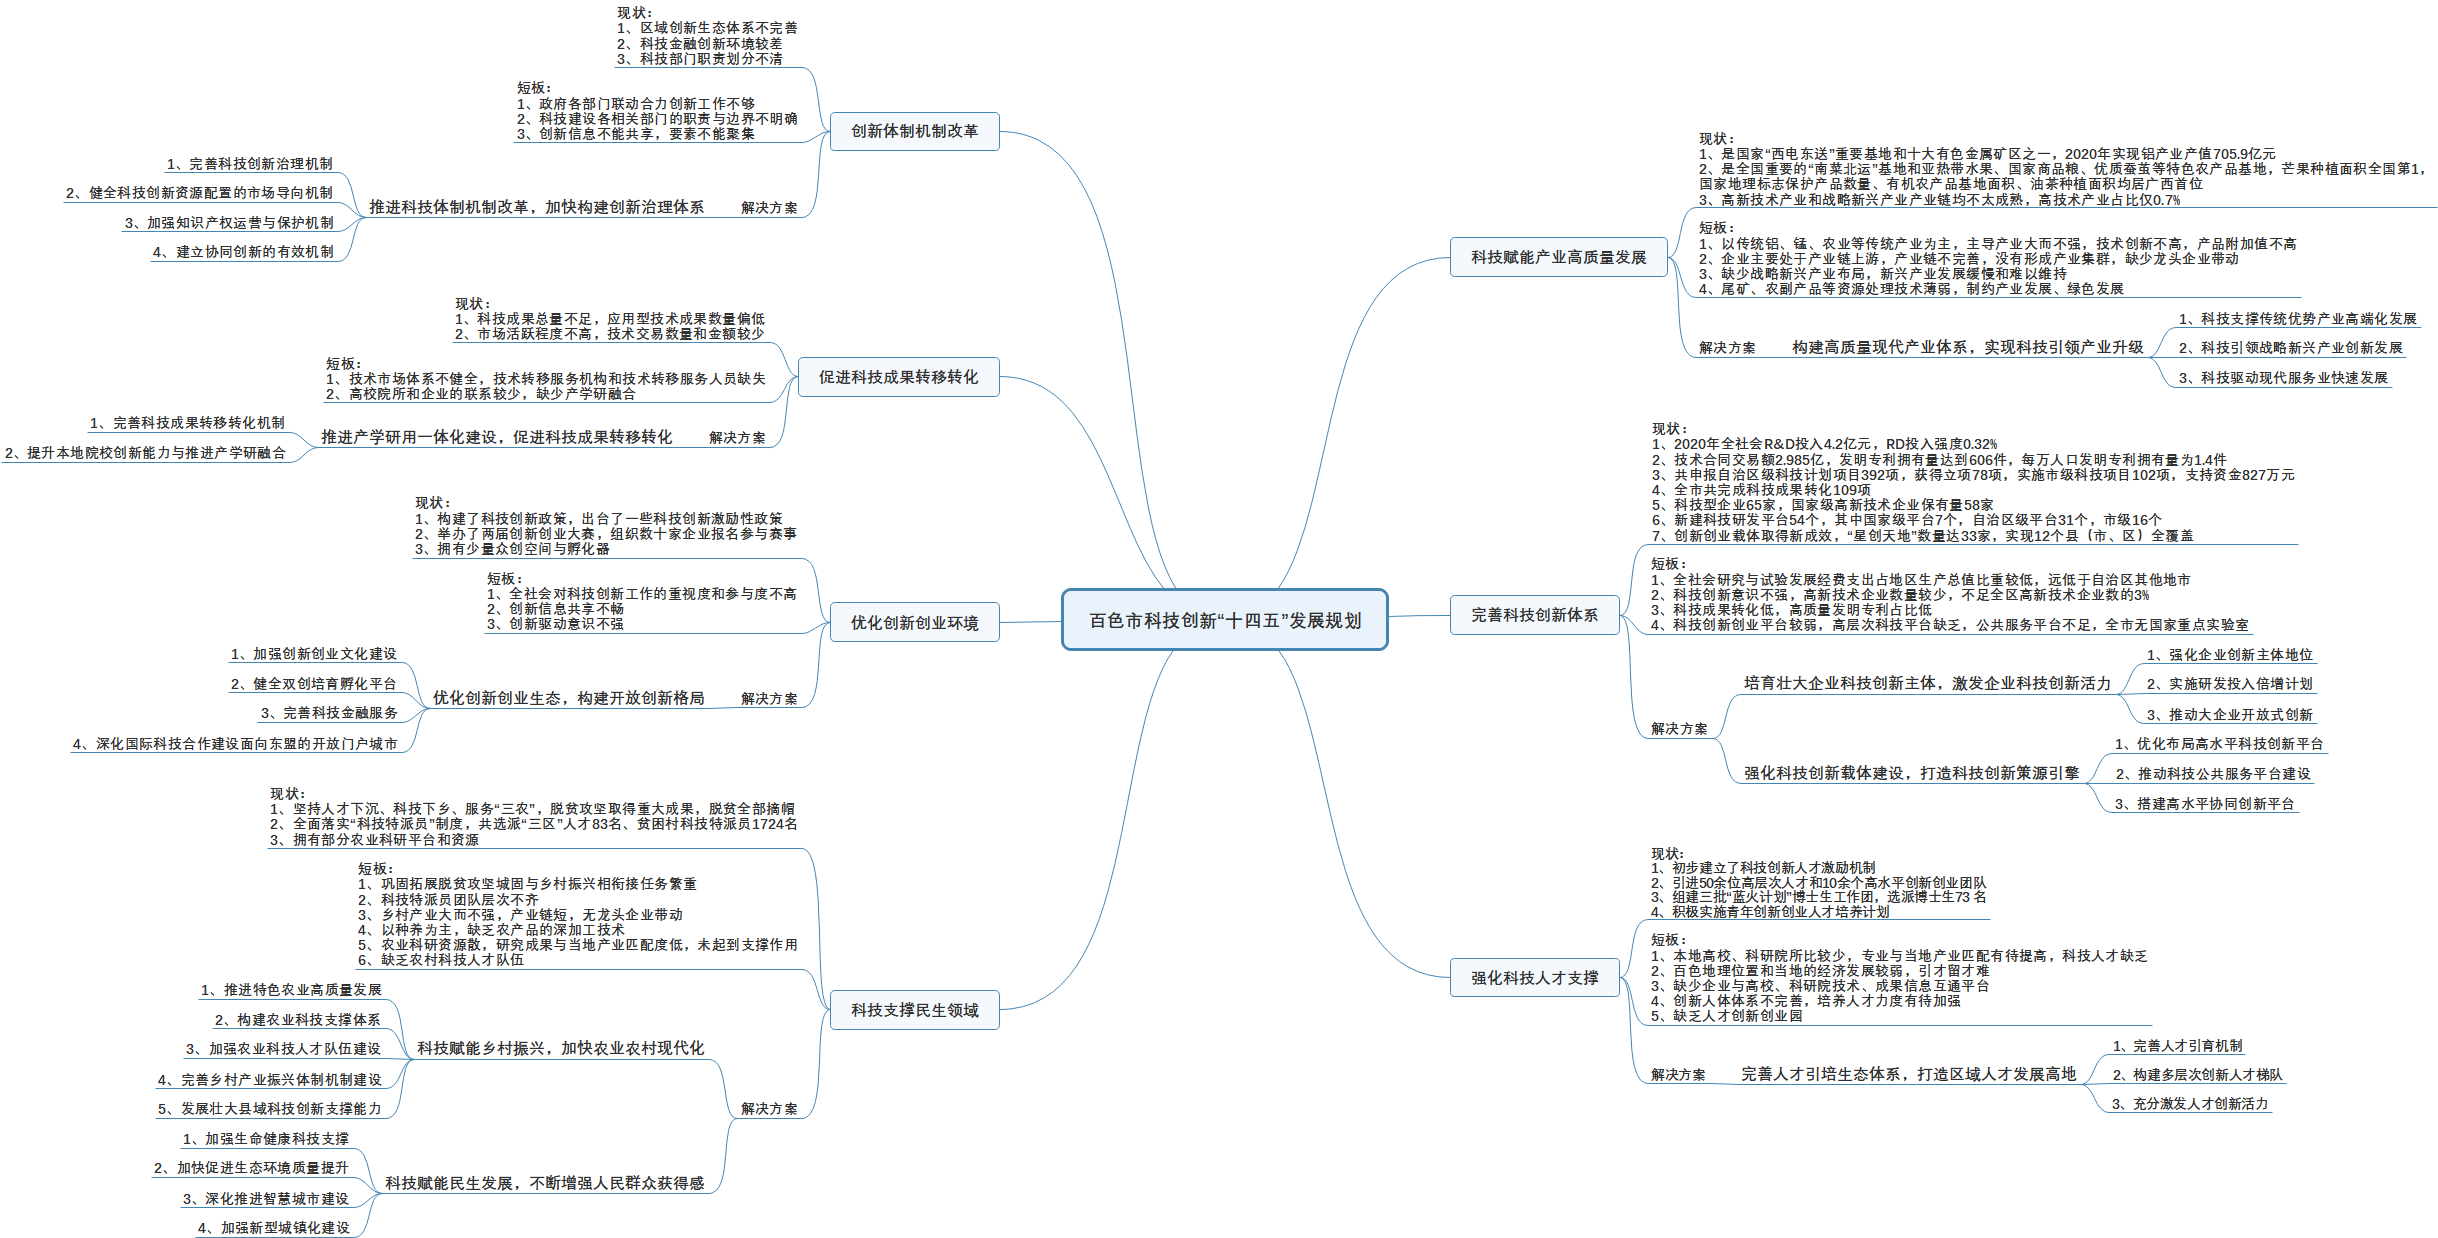 百色市科技创新“十四五”发展规划
科技赋能产业高质量发展
现状：
1、是国家“西电东送”重要基地和十大有色金属矿区之一，2020年实现铝产业产值705.9亿元
2、是全国重要的“南菜北运”基地和亚热带水果、国家商品粮、优质蚕茧等特色农产品基地，芒果种植面积全国第1，
国家地理标志保护产品数量、有机农产品基地面积、油茶种植面积均居广西首位
3、高新技术产业和战略新兴产业产业链均不太成熟，高技术产业占比仅0.7%
短板：
1、以传统铝、锰、农业等传统产业为主，主导产业大而不强，技术创新不高，产品附加值不高
2、企业主要处于产业链上游，产业链不完善，没有形成产业集群，缺少龙头企业带动
3、缺少战略新兴产业布局，新兴产业发展缓慢和难以维持
4、尾矿、农副产品等资源处理技术薄弱，制约产业发展、绿色发展
解决方案
构建高质量现代产业体系，实现科技引领产业升级
1、科技支撑传统优势产业高端化发展
2、科技引领战略新兴产业创新发展
3、科技驱动现代服务业快速发展
完善科技创新体系
现状：
1、2020年全社会R&D投入4.2亿元，RD投入强度0.32%
2、技术合同交易额2.985亿，发明专利拥有量达到606件，每万人口发明专利拥有量为1.4件
3、共申报自治区级科技计划项目392项，获得立项78项，实施市级科技项目102项，支持资金827万元
4、全市共完成科技成果转化109项
5、科技型企业65家，国家级高新技术企业保有量58家
6、新建科技研发平台54个，其中国家级平台7个，自治区级平台31个，市级16个
7、创新创业载体取得新成效，“星创天地”数量达33家，实现12个县（市、区）全覆盖
短板：
1、全社会研究与试验发展经费支出占地区生产总值比重较低，远低于自治区其他地市
2、科技创新意识不强，高新技术企业数量较少，不足全区高新技术企业数的3%
3、科技成果转化低，高质量发明专利占比低
4、科技创新创业平台较弱，高层次科技平台缺乏，公共服务平台不足，全市无国家重点实验室
解决方案
培育壮大企业科技创新主体，激发企业科技创新活力
1、强化企业创新主体地位
2、实施研发投入倍增计划
3、推动大企业开放式创新
强化科技创新载体建设，打造科技创新策源引擎
1、优化布局高水平科技创新平台
2、推动科技公共服务平台建设
3、搭建高水平协同创新平台
强化科技人才支撑
现状：
1、初步建立了科技创新人才激励机制
2、引进50余位高层次人才和10余个高水平创新创业团队
3、组建三批“蓝火计划”博士生工作团，选派博士生73 名
4、积极实施青年创新创业人才培养计划
短板：
1、本地高校、科研院所比较少，专业与当地产业匹配有待提高，科技人才缺乏
2、百色地理位置和当地的经济发展较弱，引才留才难
3、缺少企业与高校、科研院技术、成果信息互通平台
4、创新人体体系不完善，培养人才力度有待加强
5、缺乏人才创新创业园
解决方案
完善人才引培生态体系，打造区域人才发展高地
1、完善人才引育机制
2、构建多层次创新人才梯队
3、充分激发人才创新活力
创新体制机制改革
现状：
1、区域创新生态体系不完善
2、科技金融创新环境较差
3、科技部门职责划分不清
短板：
1、政府各部门联动合力创新工作不够
2、科技建设各相关部门的职责与边界不明确
3、创新信息不能共享，要素不能聚集
解决方案
推进科技体制机制改革，加快构建创新治理体系
1、完善科技创新治理机制
2、健全科技创新资源配置的市场导向机制
3、加强知识产权运营与保护机制
4、建立协同创新的有效机制
促进科技成果转移转化
现状：
1、科技成果总量不足，应用型技术成果数量偏低
2、市场活跃程度不高，技术交易数量和金额较少
短板：
1、技术市场体系不健全，技术转移服务机构和技术转移服务人员缺失
2、高校院所和企业的联系较少，缺少产学研融合
解决方案
推进产学研用一体化建设，促进科技成果转移转化
1、完善科技成果转移转化机制
2、提升本地院校创新能力与推进产学研融合
优化创新创业环境
现状：
1、构建了科技创新政策，出台了一些科技创新激励性政策
2、举办了两届创新创业大赛，组织数十家企业报名参与赛事
3、拥有少量众创空间与孵化器
短板：
1、全社会对科技创新工作的重视度和参与度不高
2、创新信息共享不畅
3、创新驱动意识不强
解决方案
优化创新创业生态，构建开放创新格局
1、加强创新创业文化建设
2、健全双创培育孵化平台
3、完善科技金融服务
4、深化国际科技合作建设面向东盟的开放门户城市
科技支撑民生领域
现状：
1、坚持人才下沉、科技下乡、服务“三农”，脱贫攻坚取得重大成果，脱贫全部摘帽
2、全面落实“科技特派员”制度，共选派“三区”人才83名、贫困村科技特派员1724名
3、拥有部分农业科研平台和资源
短板：
1、巩固拓展脱贫攻坚城固与乡村振兴相衔接任务繁重
2、科技特派员团队层次不齐
3、乡村产业大而不强，产业链短，无龙头企业带动
4、以种养为主，缺乏农产品的深加工技术
5、农业科研资源散，研究成果与当地产业匹配度低，未起到支撑作用
6、缺乏农村科技人才队伍
解决方案
科技赋能乡村振兴，加快农业农村现代化
1、推进特色农业高质量发展
2、构建农业科技支撑体系
3、加强农业科技人才队伍建设
4、完善乡村产业振兴体制机制建设
5、发展壮大县域科技创新支撑能力
科技赋能民生发展，不断增强人民群众获得感
1、加强生命健康科技支撑
2、加快促进生态环境质量提升
3、深化推进智慧城市建设
4、加强新型城镇化建设